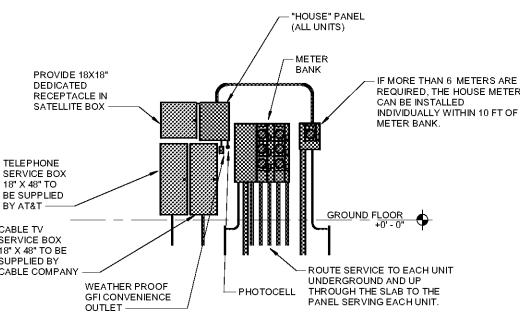 "HOUSE" PANEL
(ALL UNITS)
METER
BANK
PROVIDE 18X18"
DEDICATED
RECEPTACLE IN
SATELLITE BOX
IF MORE THAN 6 METERS ARE
REQUIRED, THE HOUSE METER
CAN BE INSTALLED
INDIVIDUALLY WITHIN 10 FT OF
METER BANK.
TELEPHONE
SERVICE BOX
18" X 48" TO
BE SUPPLIED
BY AT&T
GROUND FLOOR
+0' - 0"
CABLE TV
SERVICE BOX
18" X 48" TO BE
SUPPLIED BY
CABLE COMPANY
WEATHER PROOF
GFI CONVENIENCE
OUTLET
PHOTOCELL
ROUTE SERVICE TO EACH UNIT
UNDERGROUND AND UP
THROUGH THE SLAB TO THE
PANEL SERVING EACH UNIT.